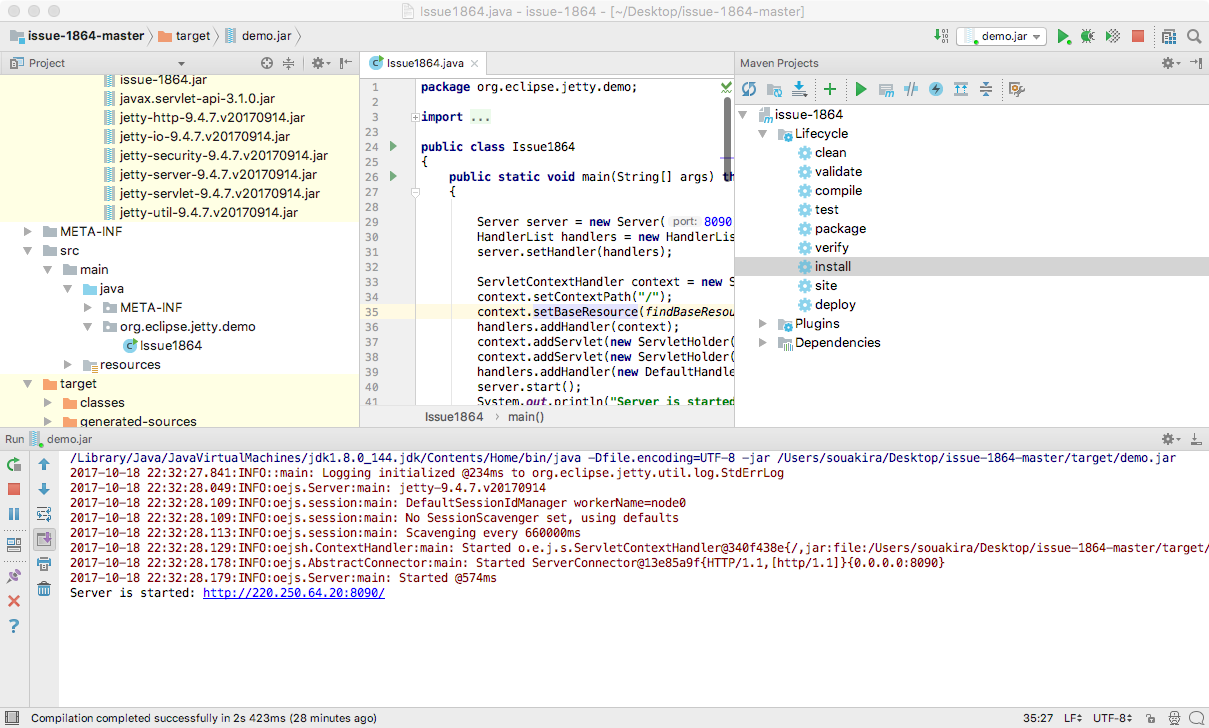 Issue1864.java - issue-1864 - [~/Desktop/issue-1864-master]
issue-1864-master target demo.jar
demo.jar
Project
issue-1864.jar
javax.servlet-api-3.1.0.jar
jetty-http-9.4.7.v20170914.jar
jetty-io-9.4.7.v20170914.jar
jetty-security-9.4.7.v20170914.jar
jetty-server-9.4.7.v20170914.jar
jetty-servlet-9.4.7.v20170914.jar
jetty-util-9.4.7.v20170914.jar
META-INF
src
main
java
META-INF
org.eclipse.jetty.demo
Issue1864
resources
target
classes
generated-sources
Issue1864.java
1 package org.eclipse.jetty.demo;
2
3 import ...
23
24 public class Issue1864
25 {
26 public static void main(String[] args) th
27 {
28
29 Server server = new Server( port: 8090
30 HandlerList handlers = new HandlerLis
31 server.setHandler(handlers);
32
33 ServletContextHandler context = new S
34 context.setContextPath("/");
35 context.setBaseResource(findBaseResou
36 handlers.addHandler(context);
37 context.addServlet(new ServletHolder(
38 context.addServlet(new ServletHolder(
39 handlers.addHandler(new DefaultHandle
40 server.start();
41 System.out.println("Server is started
Issue1864 › main()
Maven Projects
issue-1864
Lifecycle
clean
validate
compile
test
package
verify
install
site
deploy
Plugins
Dependencies
Run demo.jar
/Library/Java/JavaVirtualMachines/jdk1.8.0_144.jdk/Contents/Home/bin/java -Dfile.encoding=UTF-8 -jar /Users/souakira/Desktop/issue-1864-master/target/demo.jar
2017-10-18 22:32:27.841:INFO::main: Logging initialized @234ms to org.eclipse.jetty.util.log.StdErrLog
2017-10-18 22:32:28.049:INFO:oejs.Server:main: jetty-9.4.7.v20170914
2017-10-18 22:32:28.109:INFO:oejs.session:main: DefaultSessionIdManager workerName=node0
2017-10-18 22:32:28.109:INFO:oejs.session:main: No SessionScavenger set, using defaults
2017-10-18 22:32:28.113:INFO:oejs.session:main: Scavenging every 660000ms
2017-10-18 22:32:28.129:INFO:oejsh.ContextHandler:main: Started o.e.j.s.ServletContextHandler@340f438e{/,jar:file:/Users/souakira/Desktop/issue-1864-master/target/
2017-10-18 22:32:28.178:INFO:oejs.AbstractConnector:main: Started ServerConnector@13e85a9f{HTTP/1.1,[http/1.1]}{0.0.0.0:8090}
2017-10-18 22:32:28.179:INFO:oejs.Server:main: Started @574ms
Server is started: http://220.250.64.20:8090/
Compilation completed successfully in 2s 423ms (28 minutes ago)
35:27 LF UTF-8